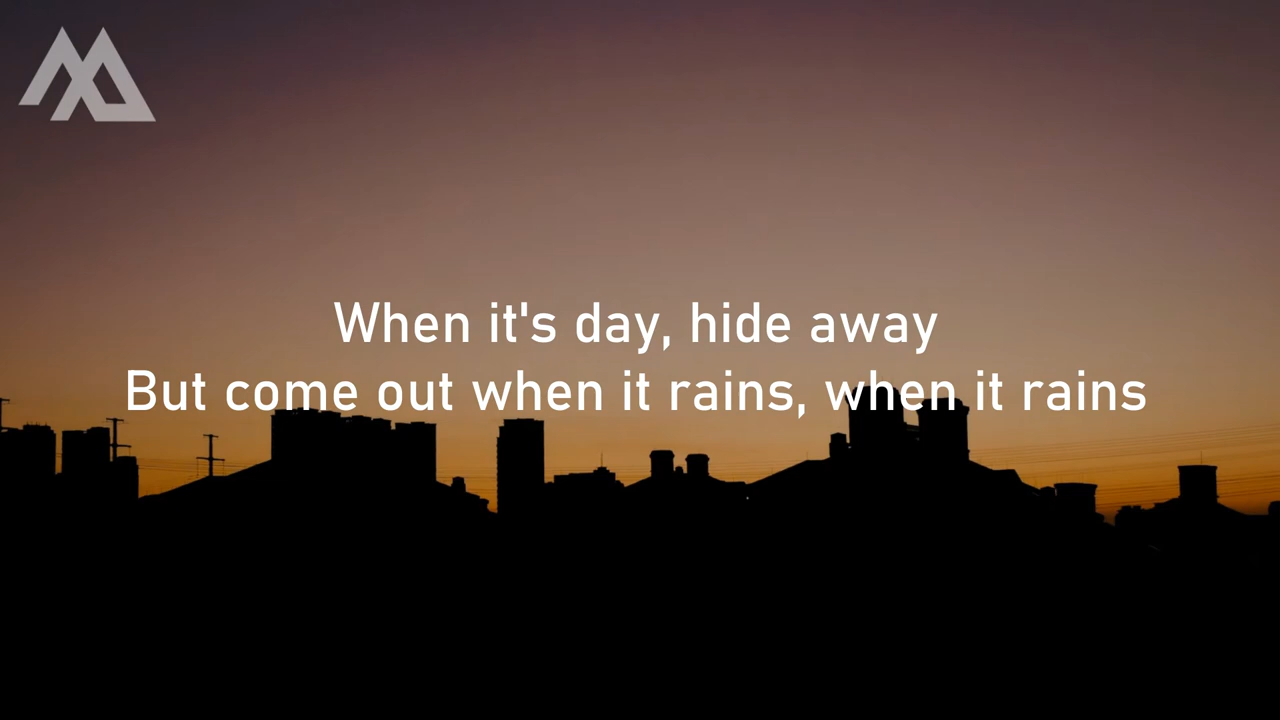 When it's day, hide away
But come out when it rains, when it rains